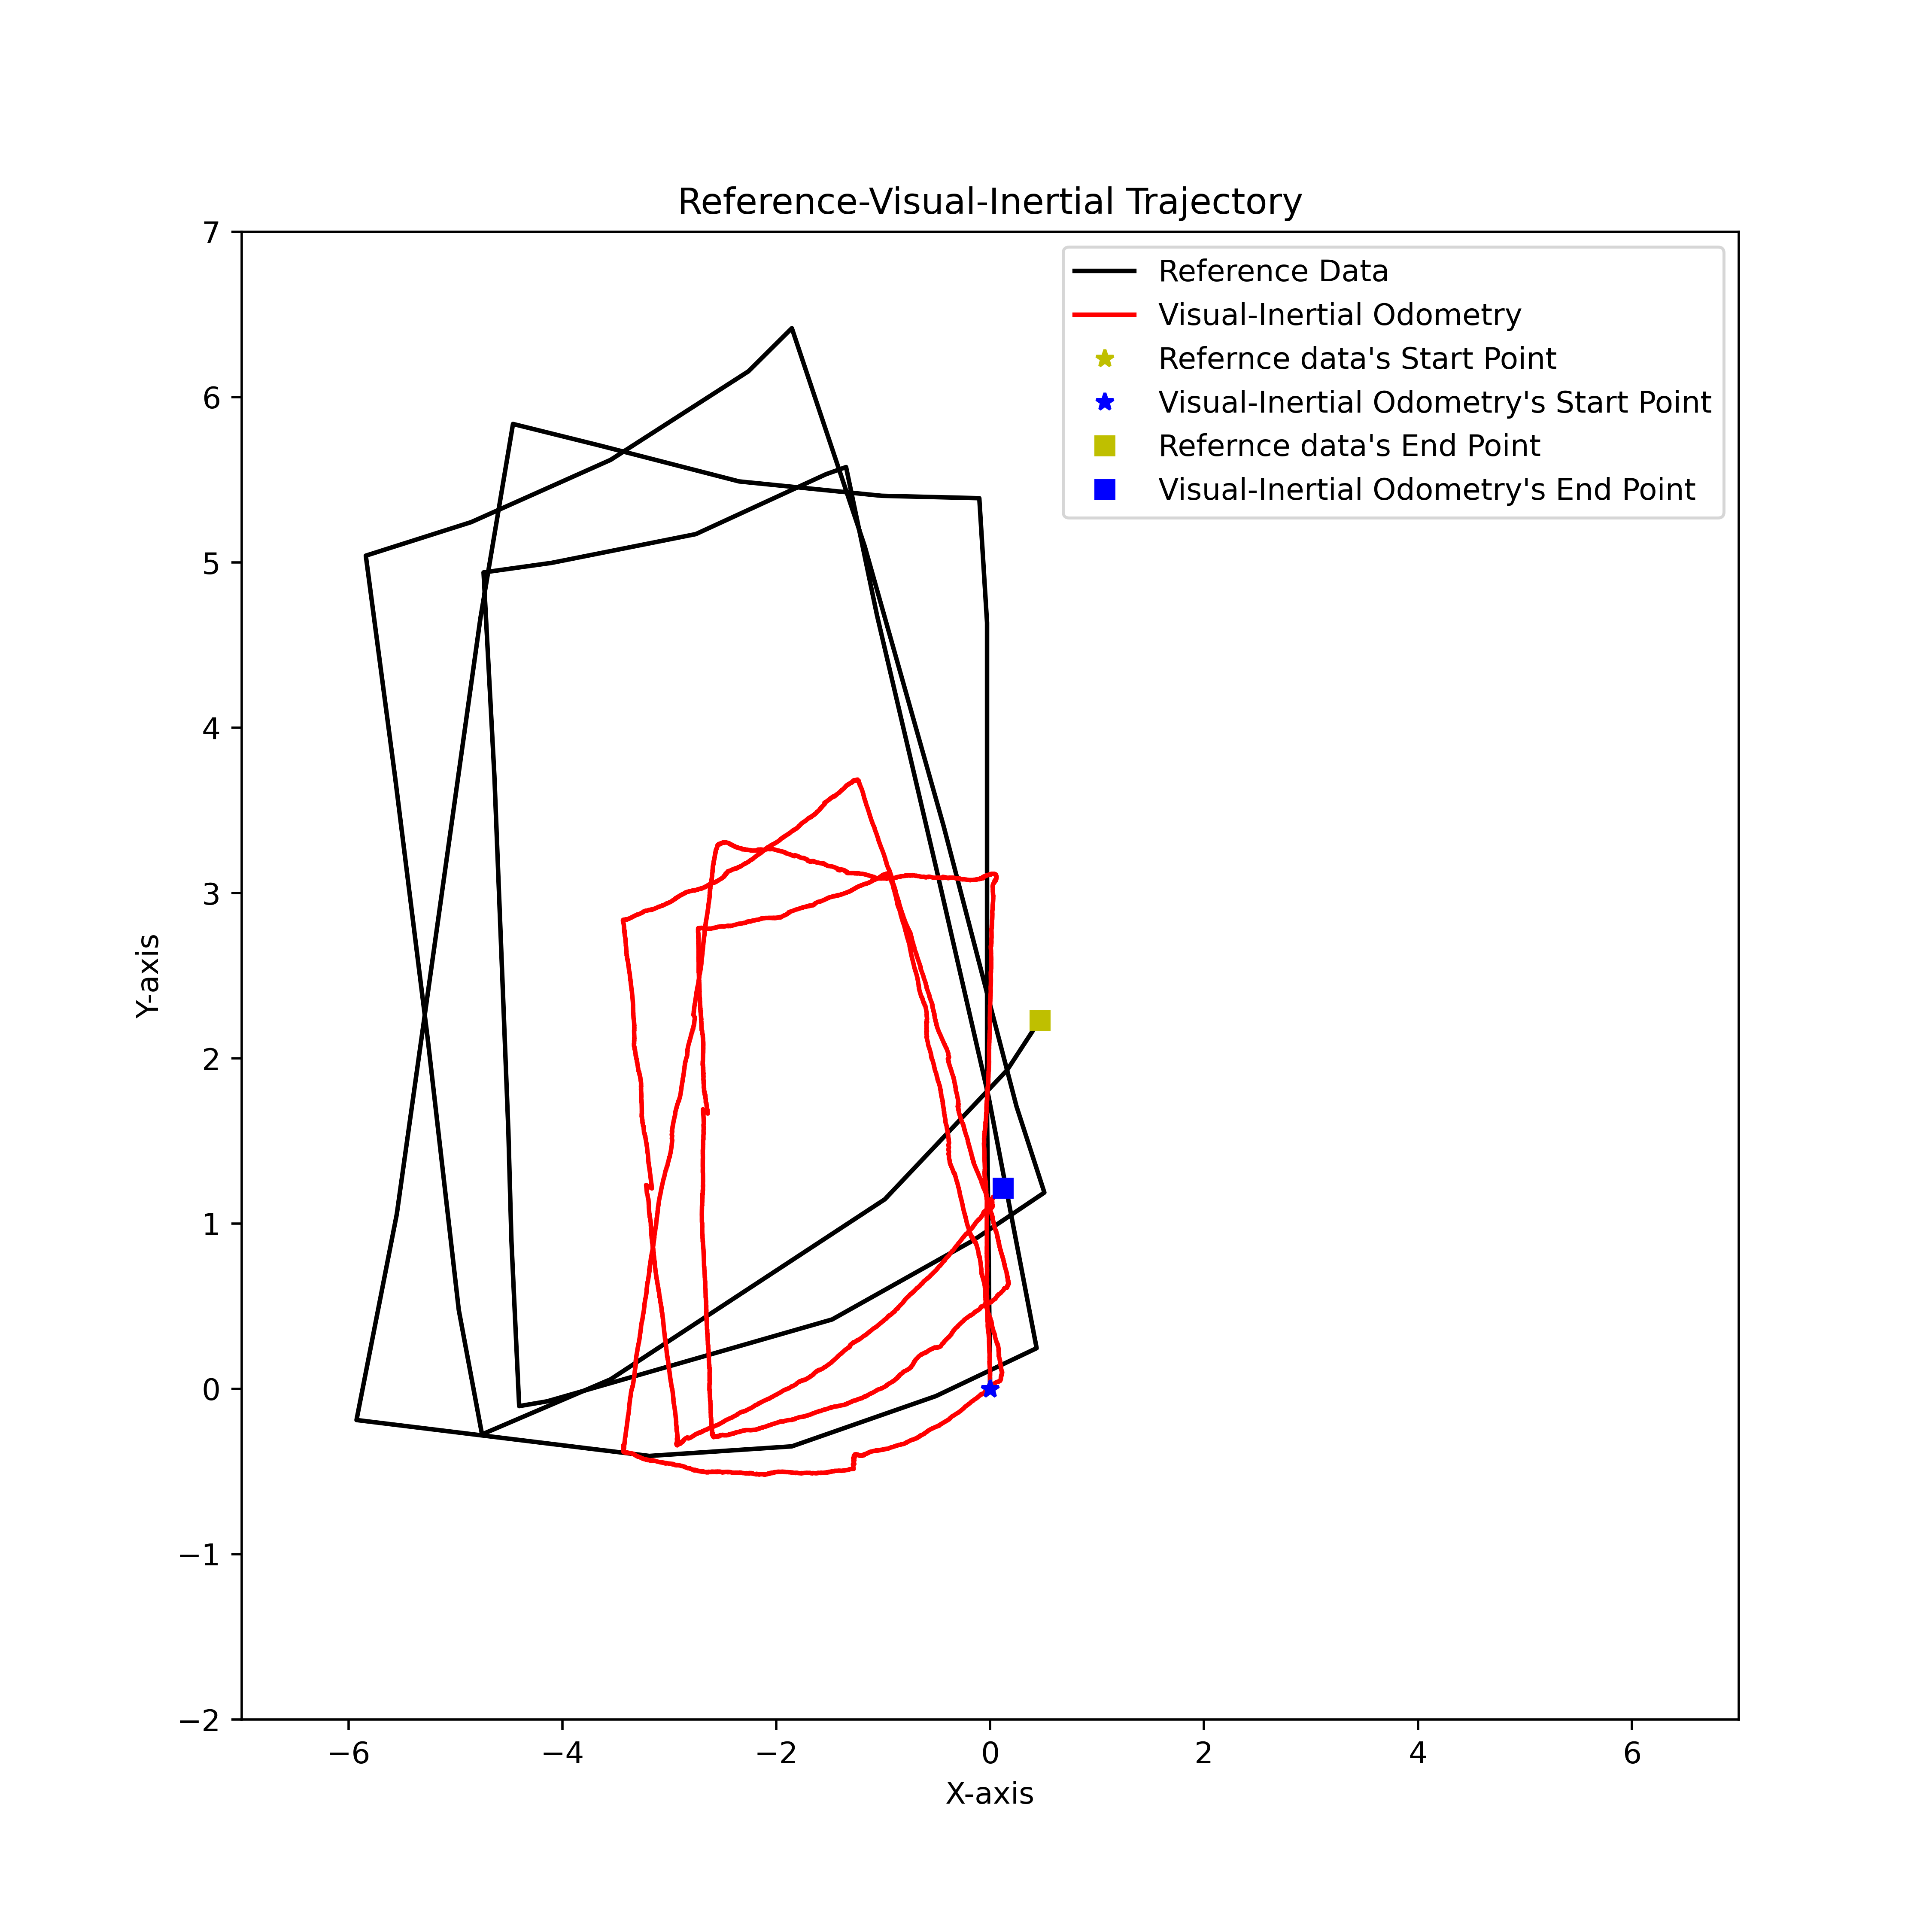 Reference-Visual-Inertial Trajectory
7
6
5
4
3
2
1
0
−1
−2
Y-axis
Reference Data
Visual-Inertial Odometry
Refernce data's Start Point
Visual-Inertial Odometry's Start Point
Refernce data's End Point
Visual-Inertial Odometry's End Point
−6 −4 −2 0 2 4 6
X-axis